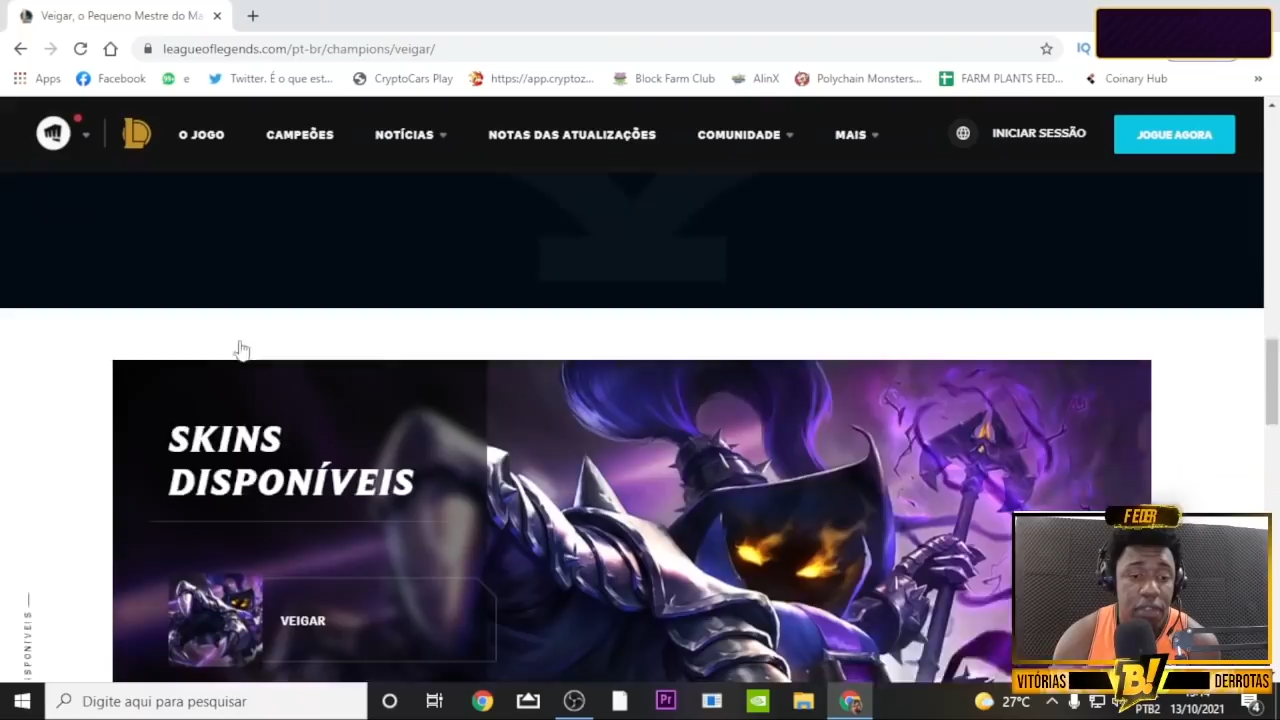 Veigar, o Pequeno Mestre do Ma
leagueoflegends.com/pt-br/champions/veigar/
IQ
Apps
Facebook
e
Twitter. É o que est...
CryptoCars Play
https://app.cryptoz...
Block Farm Club
AlinX
Polychain Monsters...
FARM PLANTS FED...
Coinary Hub
»
O JOGO
CAMPEÕES
NOTÍCIAS
NOTAS DAS ATUALIZAÇÕES
COMUNIDADE
MAIS
INICIAR SESSÃO
JOGUE AGORA
SKINS
DISPONÍVEIS
VEIGAR
FEDER
VITÓRIAS
B!
DERROTAS
Digite aqui para pesquisar
Pr
27°C
PTB2
13/10/2021
4